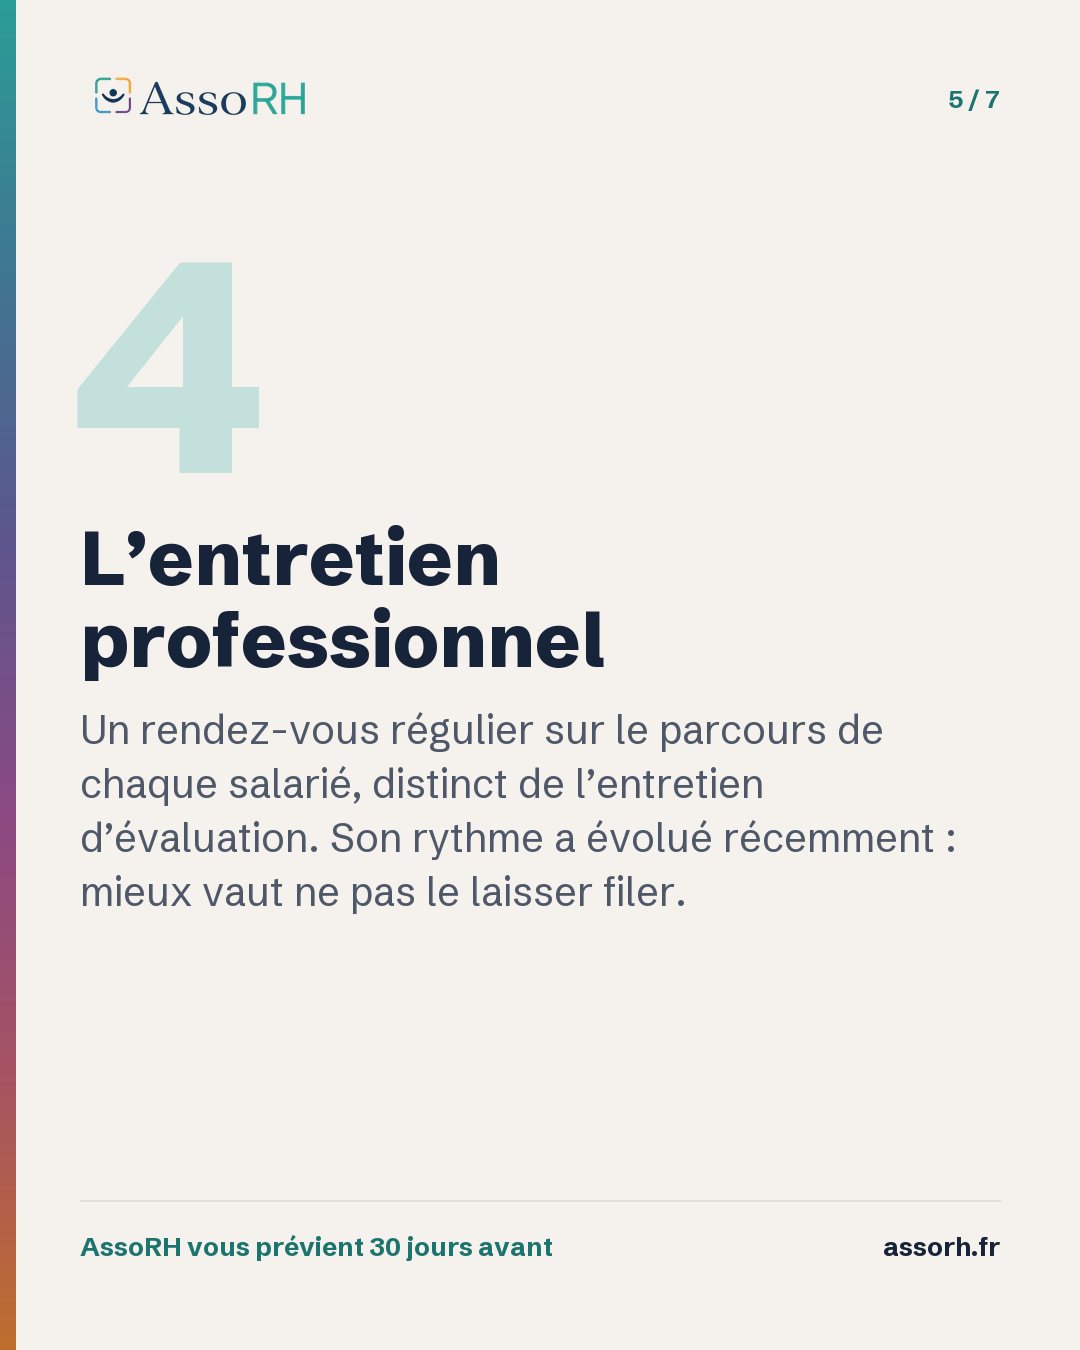 AssoRH
5 / 7
4
L’entretien
professionnel
Un rendez-vous régulier sur le parcours de
chaque salarié, distinct de l’entretien
d’évaluation. Son rythme a évolué récemment :
mieux vaut ne pas le laisser filer.
AssoRH vous prévient 30 jours avant
assorh.fr